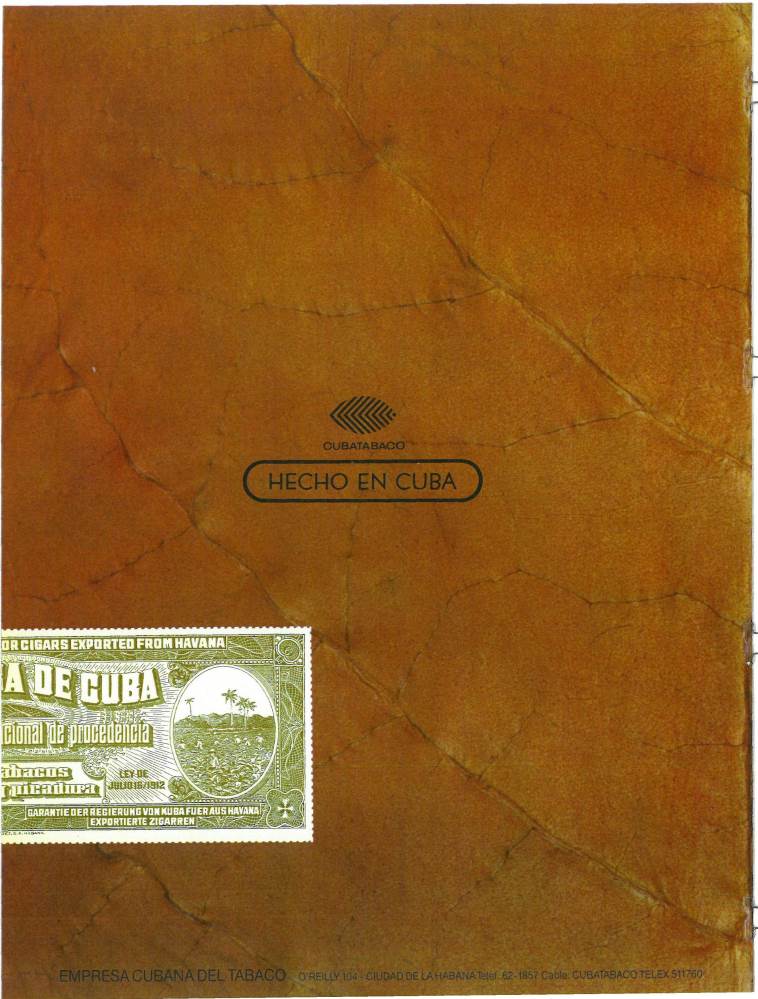 CUBATABACO
HECHO EN CUBA
OR CIGARS EXPORTED FROM HAVANA
A DE CUBA
cional de procedencia
abacos
LEY DE
picadura
JULIO 16/1912
GARANTIE DER REGIERUNG VON KUBA FUER AUS HAVANA
EXPORTIERTE ZIGARREN
EMPRESA CUBANA DEL TABACO O'REILLY 104 - CIUDAD DE LA HABANA Telef. 62-1857 Cable: CUBATABACO TELEX 511760